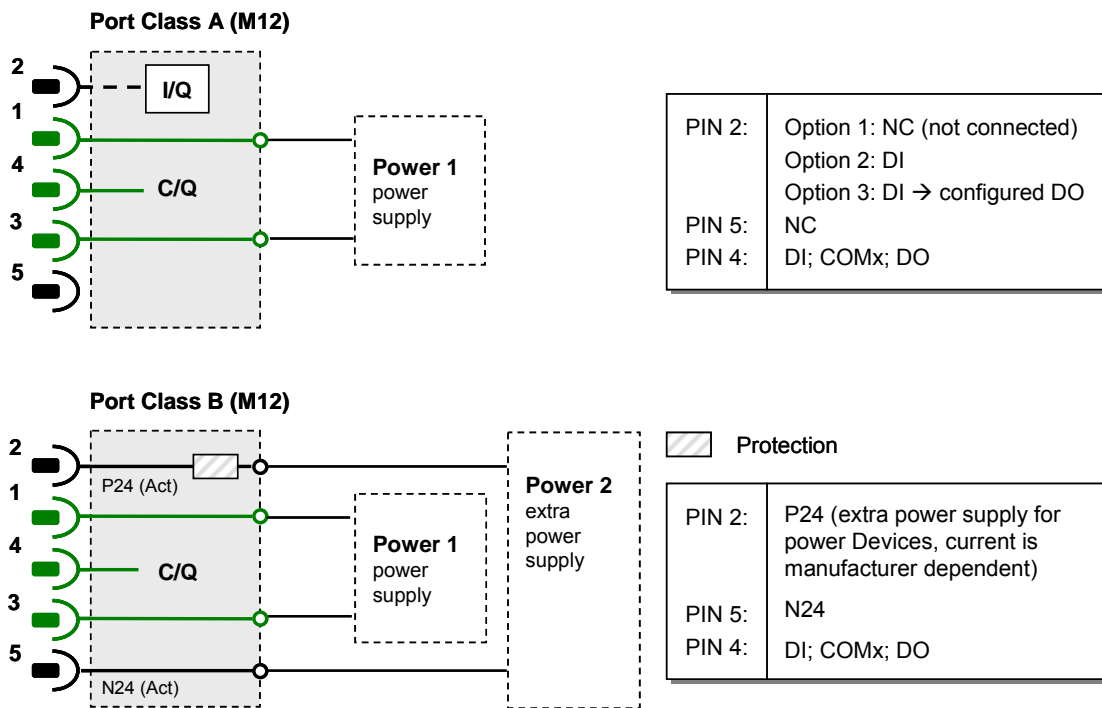 Port Class A (M12)
2
I/Q
1
4
C/Q
3
5
Power 1
power
supply
PIN 2: Option 1: NC (not connected)
Option 2: DI
Option 3: DI → configured DO
PIN 5: NC
PIN 4: DI; COMx; DO
Port Class B (M12)
2
P24 (Act)
1
4
C/Q
3
5
N24 (Act)
Power 1
power
supply
Power 2
extra
power
supply
Protection
PIN 2: P24 (extra power supply for
power Devices, current is
manufacturer dependent)
PIN 5: N24
PIN 4: DI; COMx; DO